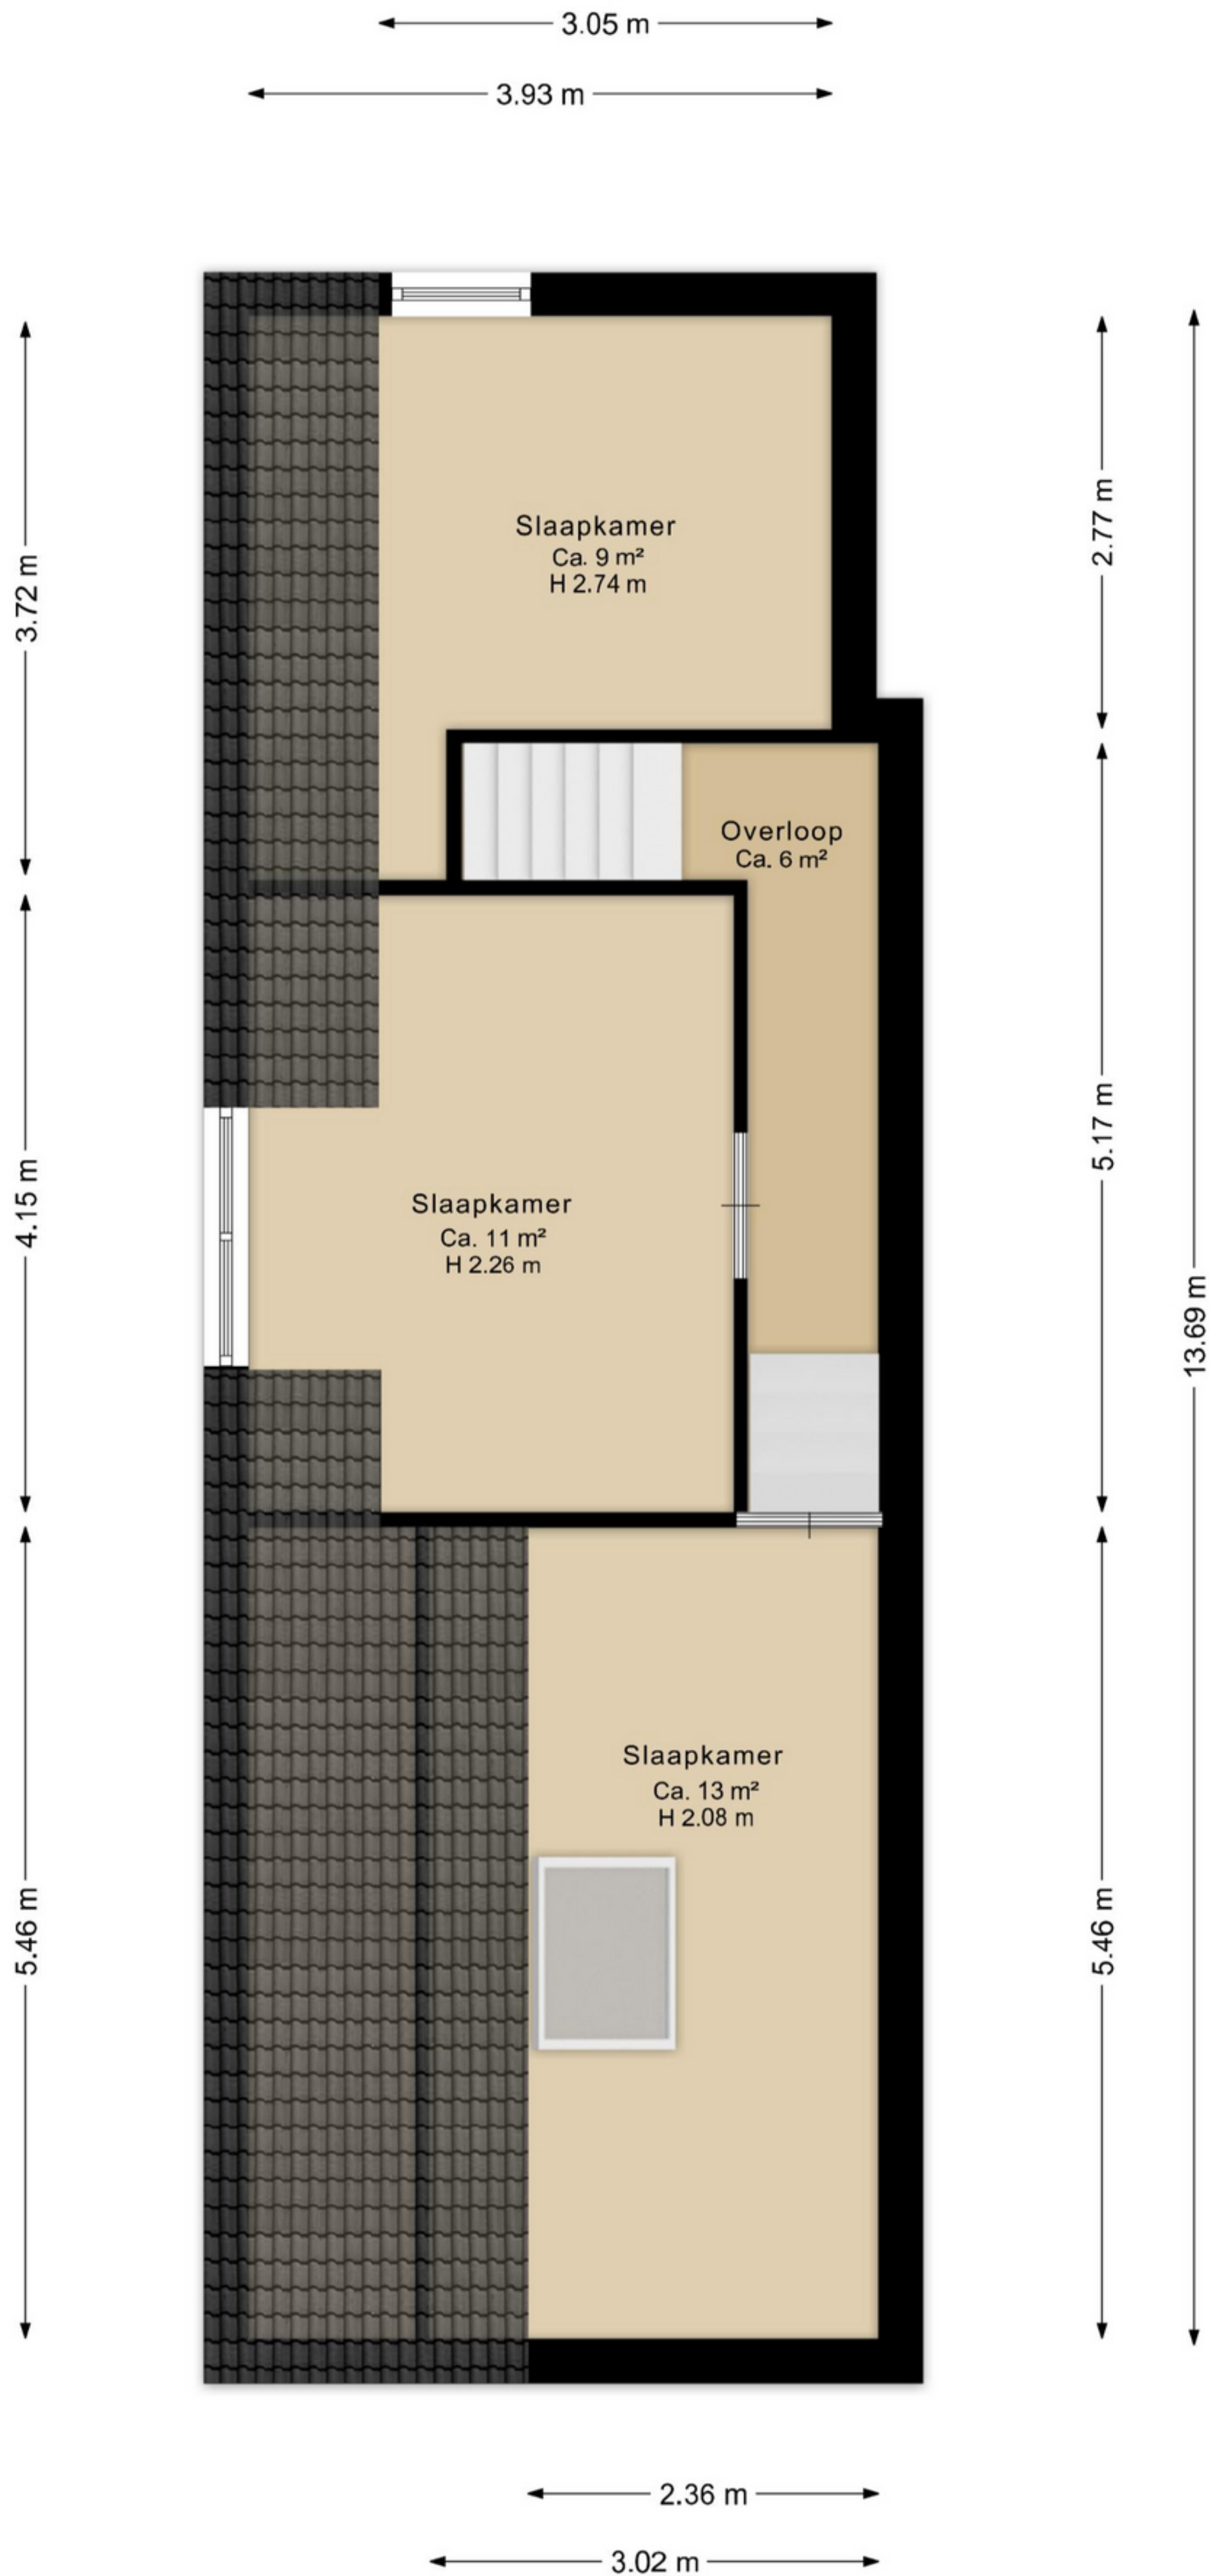 3.05 m
3.93 m
3.72 m
2.77 m
Slaapkamer
Ca. 9 m²
H 2.74 m
Overloop
Ca. 6 m²
4.15 m
5.17 m
Slaapkamer
Ca. 11 m²
H 2.26 m
13.69 m
Slaapkamer
Ca. 13 m²
H 2.08 m
5.46 m
5.46 m
2.36 m
3.02 m